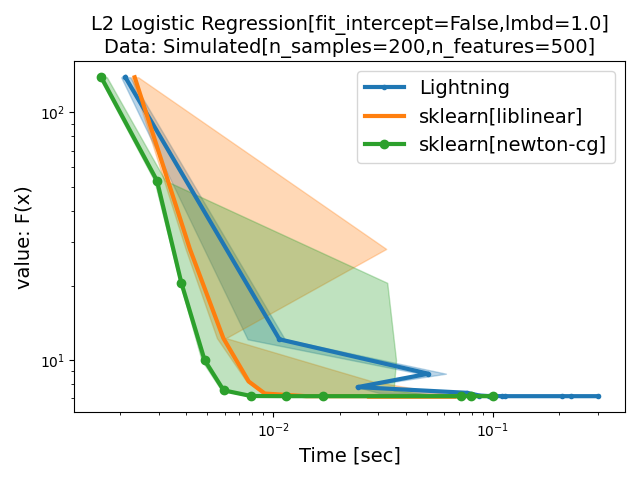 L2 Logistic Regression[fit_intercept=False,lmbd=1.0]
Data: Simulated[n_samples=200,n_features=500]
Lightning
sklearn[liblinear]
sklearn[newton-cg]
value: F(x)
10²
10¹
10⁻²
10⁻¹
Time [sec]